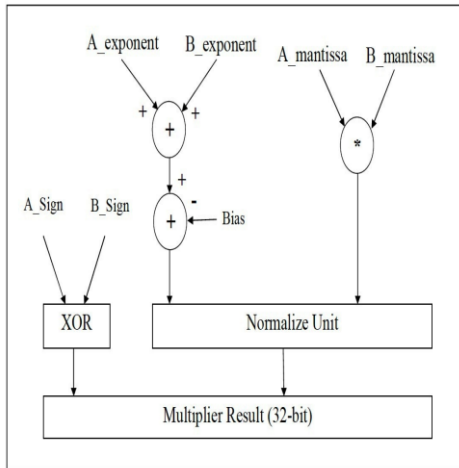 A_exponent B_exponent
A_mantissa B_mantissa
+ +
+
*
+
-
+
Bias
A_Sign B_Sign
XOR
Normalize Unit
Multiplier Result (32-bit)